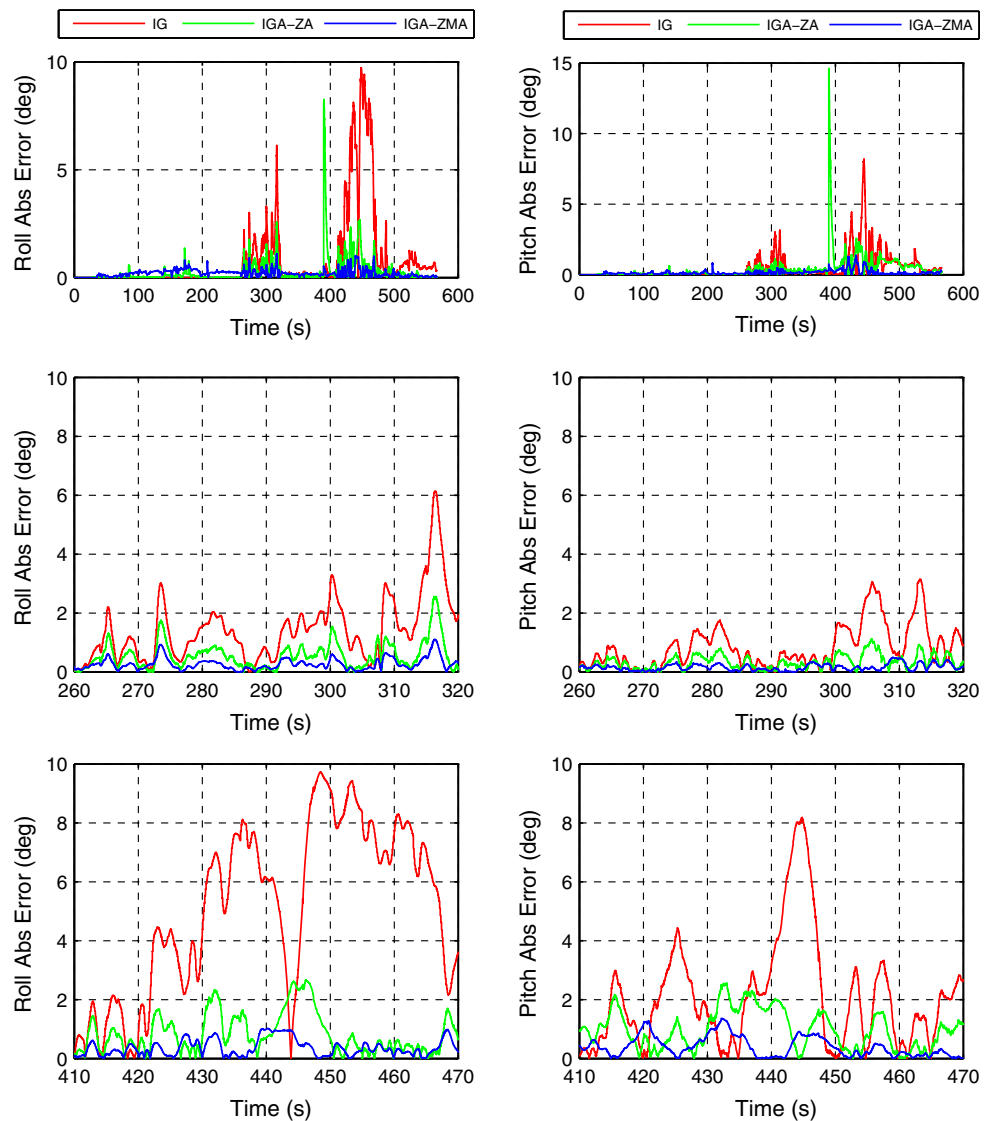 IG IGA−ZA IGA−ZMA
IG IGA−ZA IGA−ZMA
10
5
0
Roll Abs Error (deg)
0 100 200 300 400 500 600
Time (s)
15
10
5
0
Pitch Abs Error (deg)
0 100 200 300 400 500 600
Time (s)
10
8
6
4
2
0
Roll Abs Error (deg)
260 270 280 290 300 310 320
Time (s)
10
8
6
4
2
0
Pitch Abs Error (deg)
260 270 280 290 300 310 320
Time (s)
10
8
6
4
2
0
Roll Abs Error (deg)
410 420 430 440 450 460 470
Time (s)
10
8
6
4
2
0
Pitch Abs Error (deg)
410 420 430 440 450 460 470
Time (s)